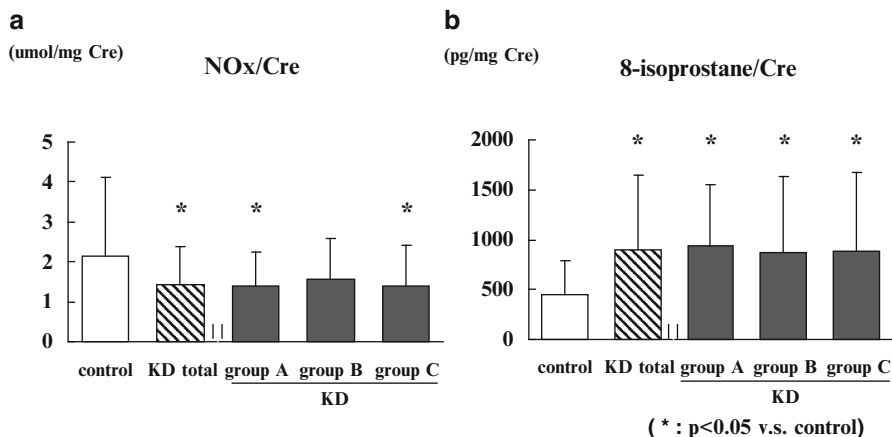 a
(umol/mg Cre)
NOx/Cre
5
4
3
2
1
0
* * *
control KD total group A group B group C
KD
b
(pg/mg Cre)
8-isoprostane/Cre
2000
1500
1000
500
0
* * * *
control KD total group A group B group C
KD
( * : p<0.05 v.s. control)